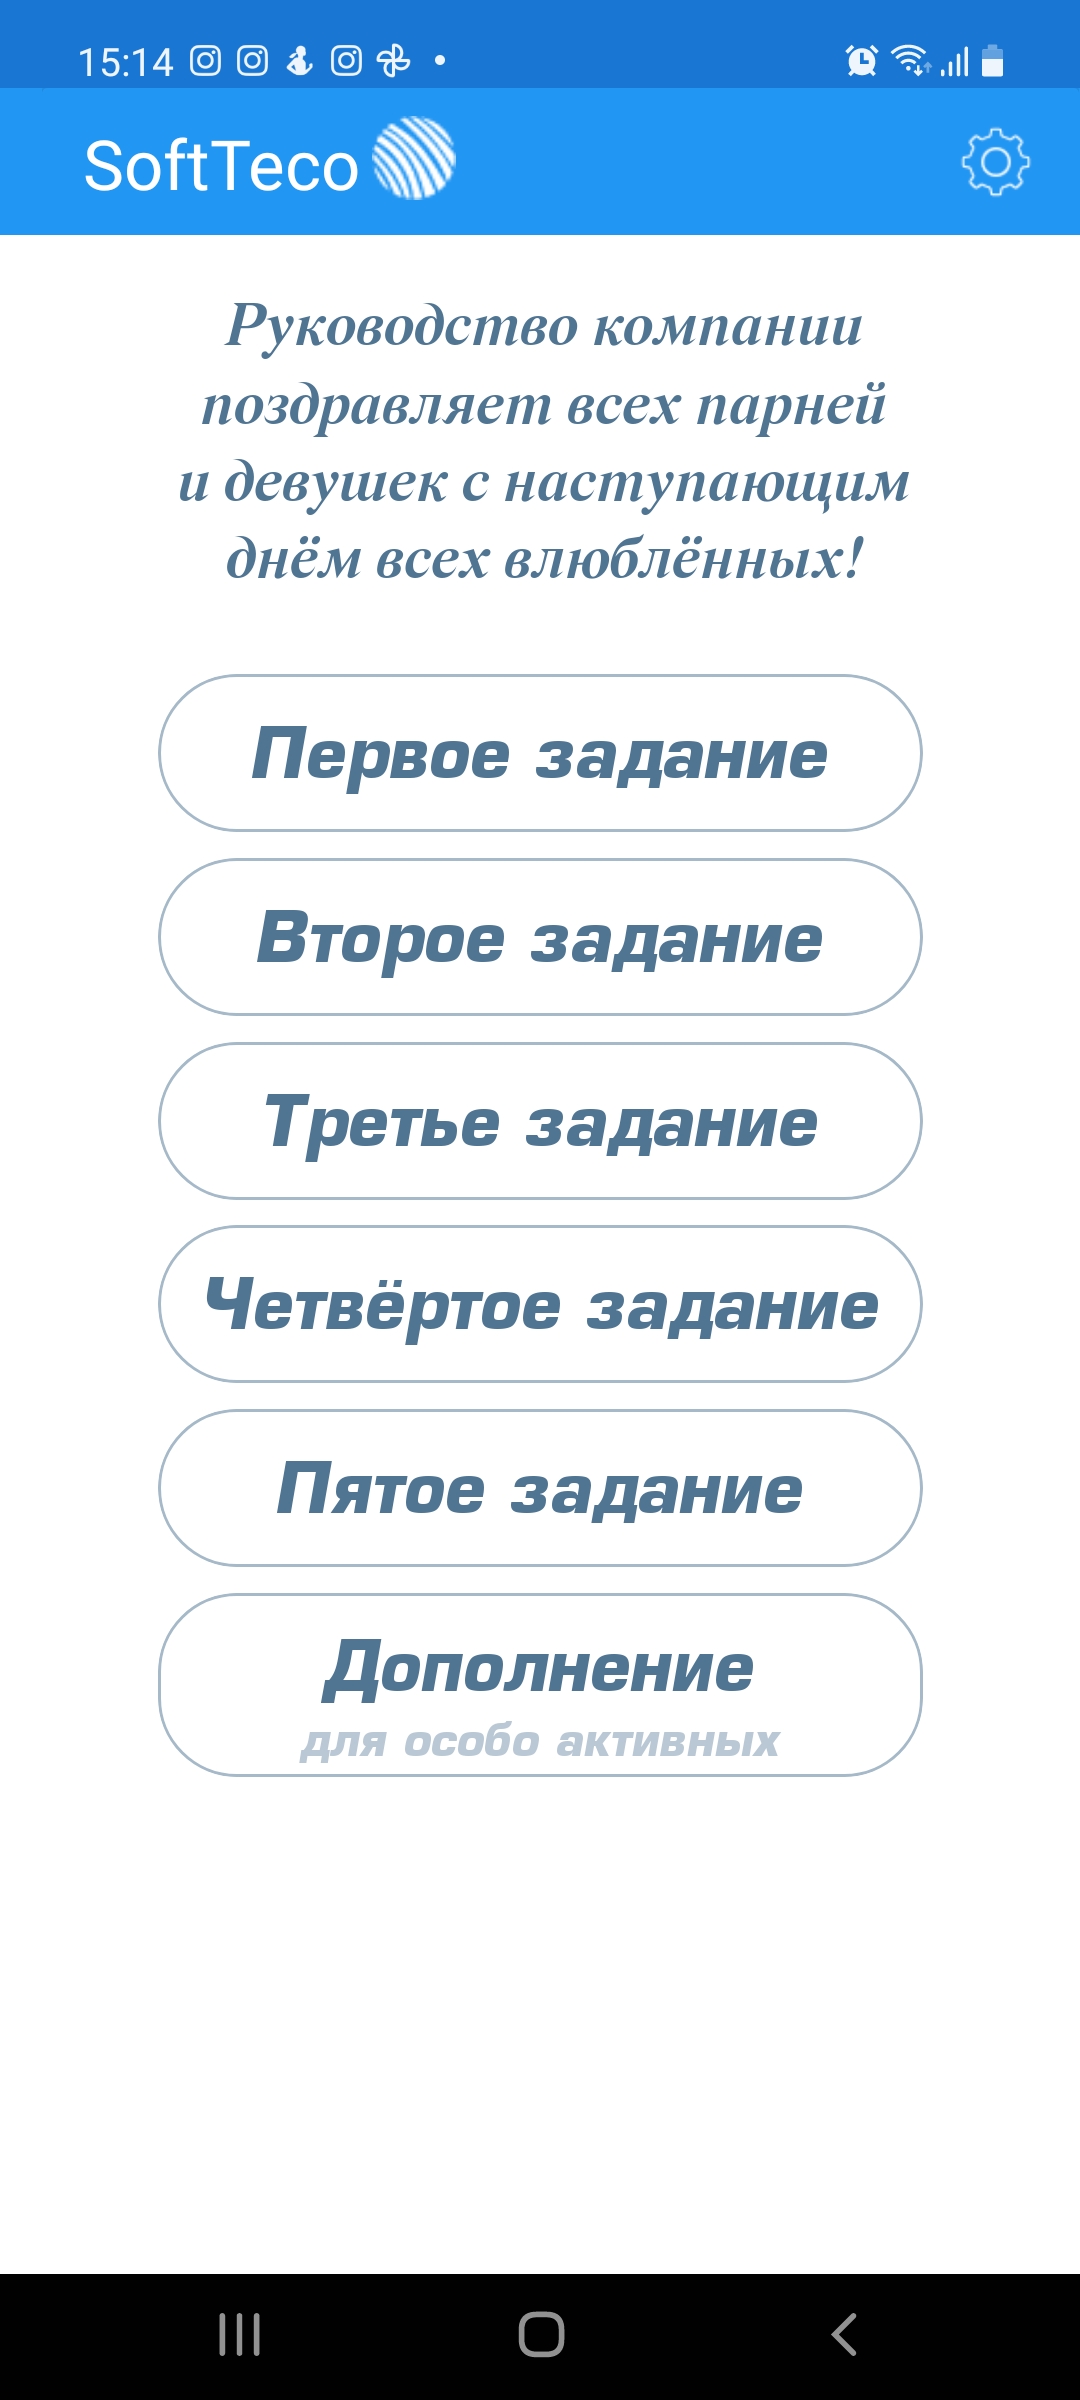 15:14
SoftTeco
Руководство компании
поздравляет всех парней
и девушек с наступающим
днём всех влюблённых!
Первое задание
Второе задание
Третье задание
Четвёртое задание
Пятое задание
Дополнение
для особо активных